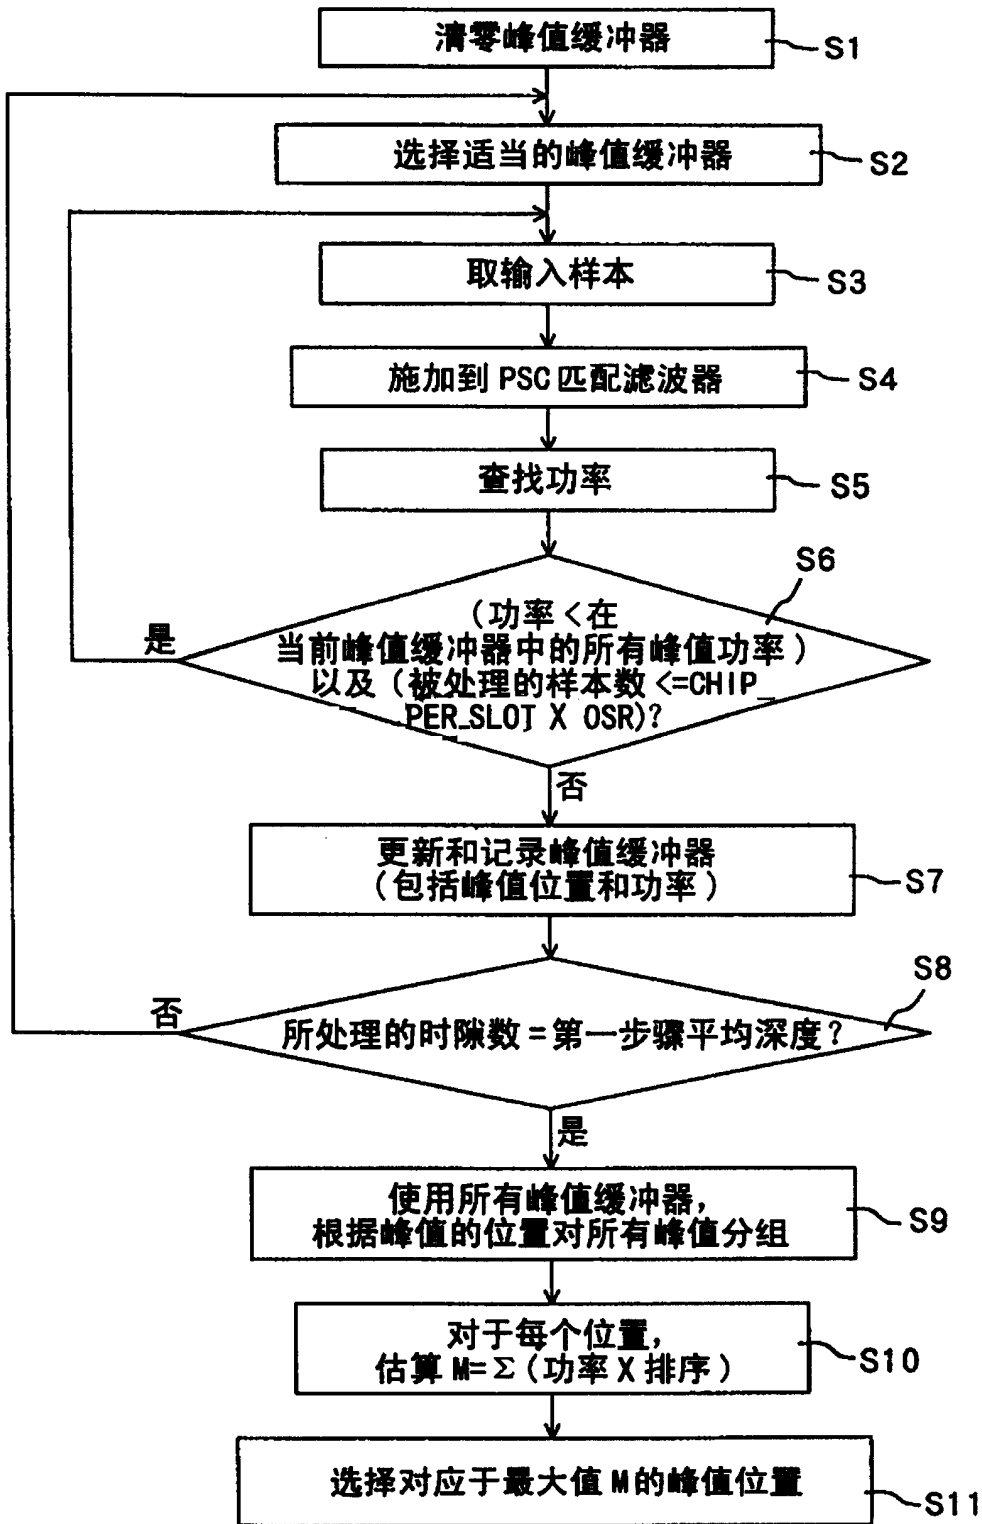 清零峰值缓冲器
S1
选择适当的峰值缓冲器
S2
取输入样本
S3
施加到 PSC 匹配滤波器
S4
查找功率
S5
S6
(功率<在
当前峰值缓冲器中的所有峰值功率)
以及(被处理的样本数<=CHIP_
PER_SLOT X OSR)?
是
否
更新和记录峰值缓冲器
(包括峰值位置和功率)
S7
S8
所处理的时隙数=第一步骤平均深度?
否
是
使用所有峰值缓冲器,
根据峰值的位置对所有峰值分组
S9
对于每个位置,
估算 M=Σ(功率 X 排序)
S10
选择对应于最大值 M 的峰值位置
S11